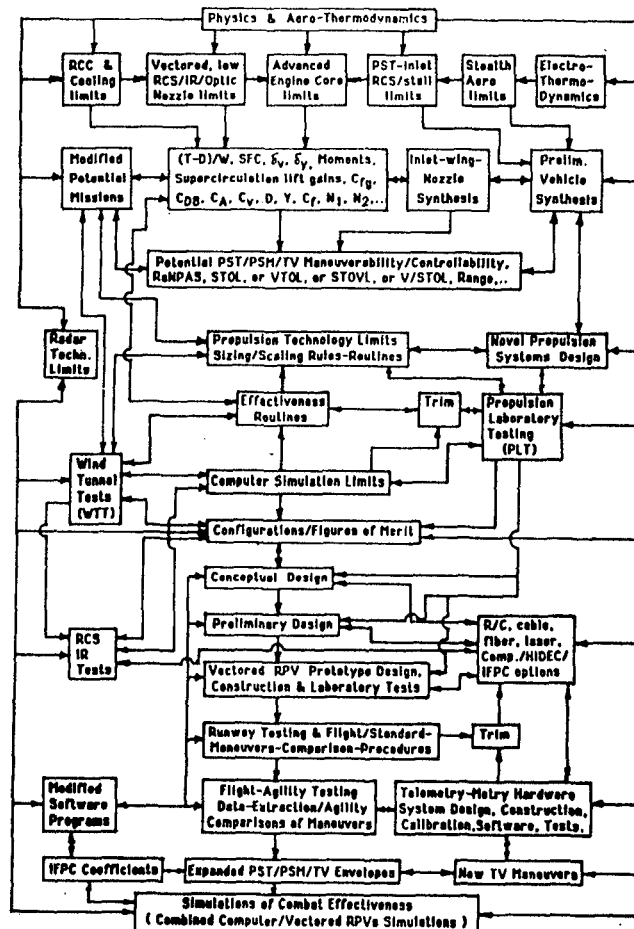 Physics & Aero-Thermodynamics
RCC &
Cooling
limits
Vectored, low
RCS/IR/Optic
Nozzle limits
Advanced
Engine Core
limits
PST-inlet
RCS/stall
limits
Stealth
Aero
limits
Electro-
Thermo-
Dynamics
Modified
Potential
Missions
(T-D)/W, SFC, δv, δy, Moments,
Supercirculation lift gains, Cfg,
CD8, CA, Cv, D, Y, Cf, N1, N2,..
Inlet-wing-
Nozzle
Synthesis
Prelim.
Vehicle
Synthesis
Potential PST/PSM/TV Maneuverability/Controllability,
RaNPAS, STOL, or VTOL, or STOVL, or V/STOL, Range,..
Radar
Techn.
Limits
Propulsion Technology Limits
Sizing/Scaling Rules-Routines
Novel Propulsion
Systems Design
Effectiveness
Routines
Trim
Propulsion
Laboratory
Testing
(PLT)
Wind
Tunnel
Tests
(WTT)
Computer Simulation Limits
Configurations/Figures of Merit
Conceptual Design
Preliminary Design
RCS
IR
Tests
R/C, cable,
fiber, laser,
Comp./HIDEC/
IFPC options
Vectored RPV Prototype Design,
Construction & Laboratory Tests
Runway Testing & Flight/Standard-
Maneuvers-Comparison-Procedures
Trim
Modified
Software
Programs
Flight-Agility Testing
Data-Extraction/Agility
Comparisons of Maneuvers
Telemetry-Metry Hardware
System Design, Construction,
Calibration,Software, Tests,
IFPC Coefficients
Expanded PST/PSM/TV Envelopes
New TV Maneuvers
Simulations of Combat Effectiveness
( Combined Computer/Vectored RPVs Simulations )